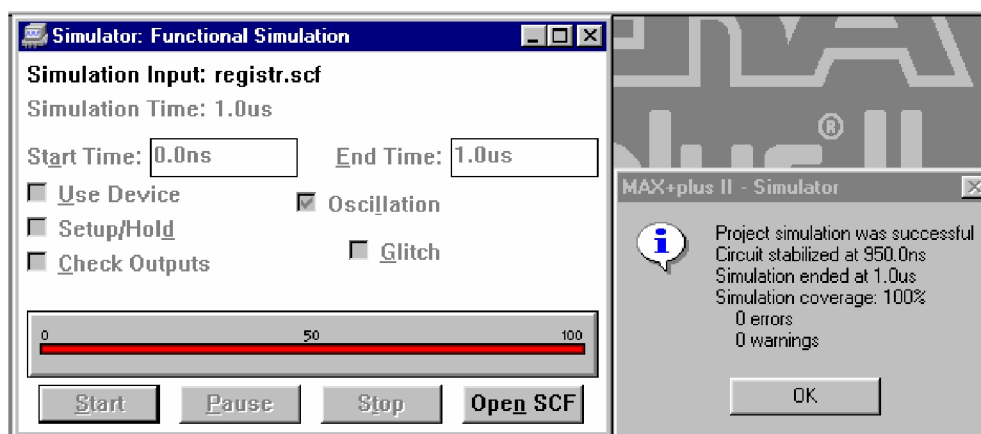 Simulator: Functional Simulation
Simulation Input: registr.scf
Simulation Time: 1.0us
Start Time: 0.0ns End Time: 1.0us
Use Device
Oscillation
Setup/Hold
Glitch
Check Outputs
0 50 100
Start Pause Stop Open SCF
®
MAX+plus II - Simulator
Project simulation was successful
Circuit stabilized at 950.0ns
Simulation ended at 1.0us
Simulation coverage: 100%
0 errors
0 warnings
OK